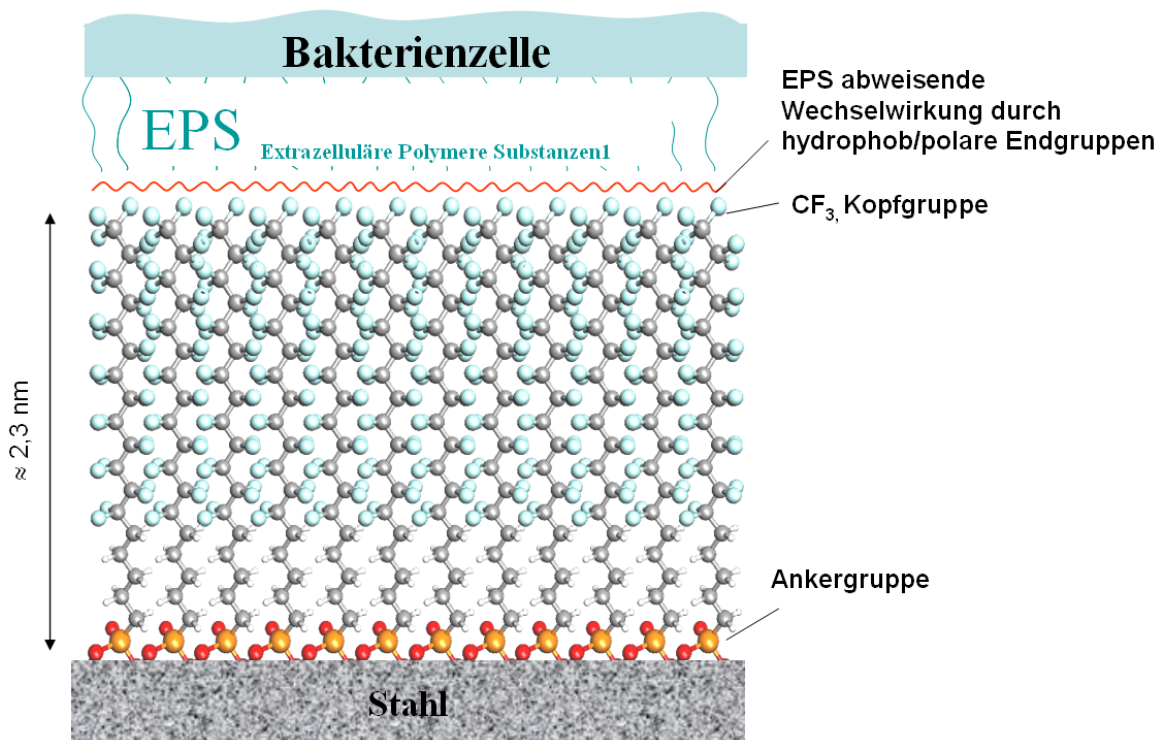 Bakterienzelle
EPS abweisende
Wechselwirkung durch
hydrophob/polare Endgruppen
EPS
Extrazelluläre Polymere Substanzen1
CF3, Kopfgruppe
≈ 2,3 nm
Ankergruppe
Stahl